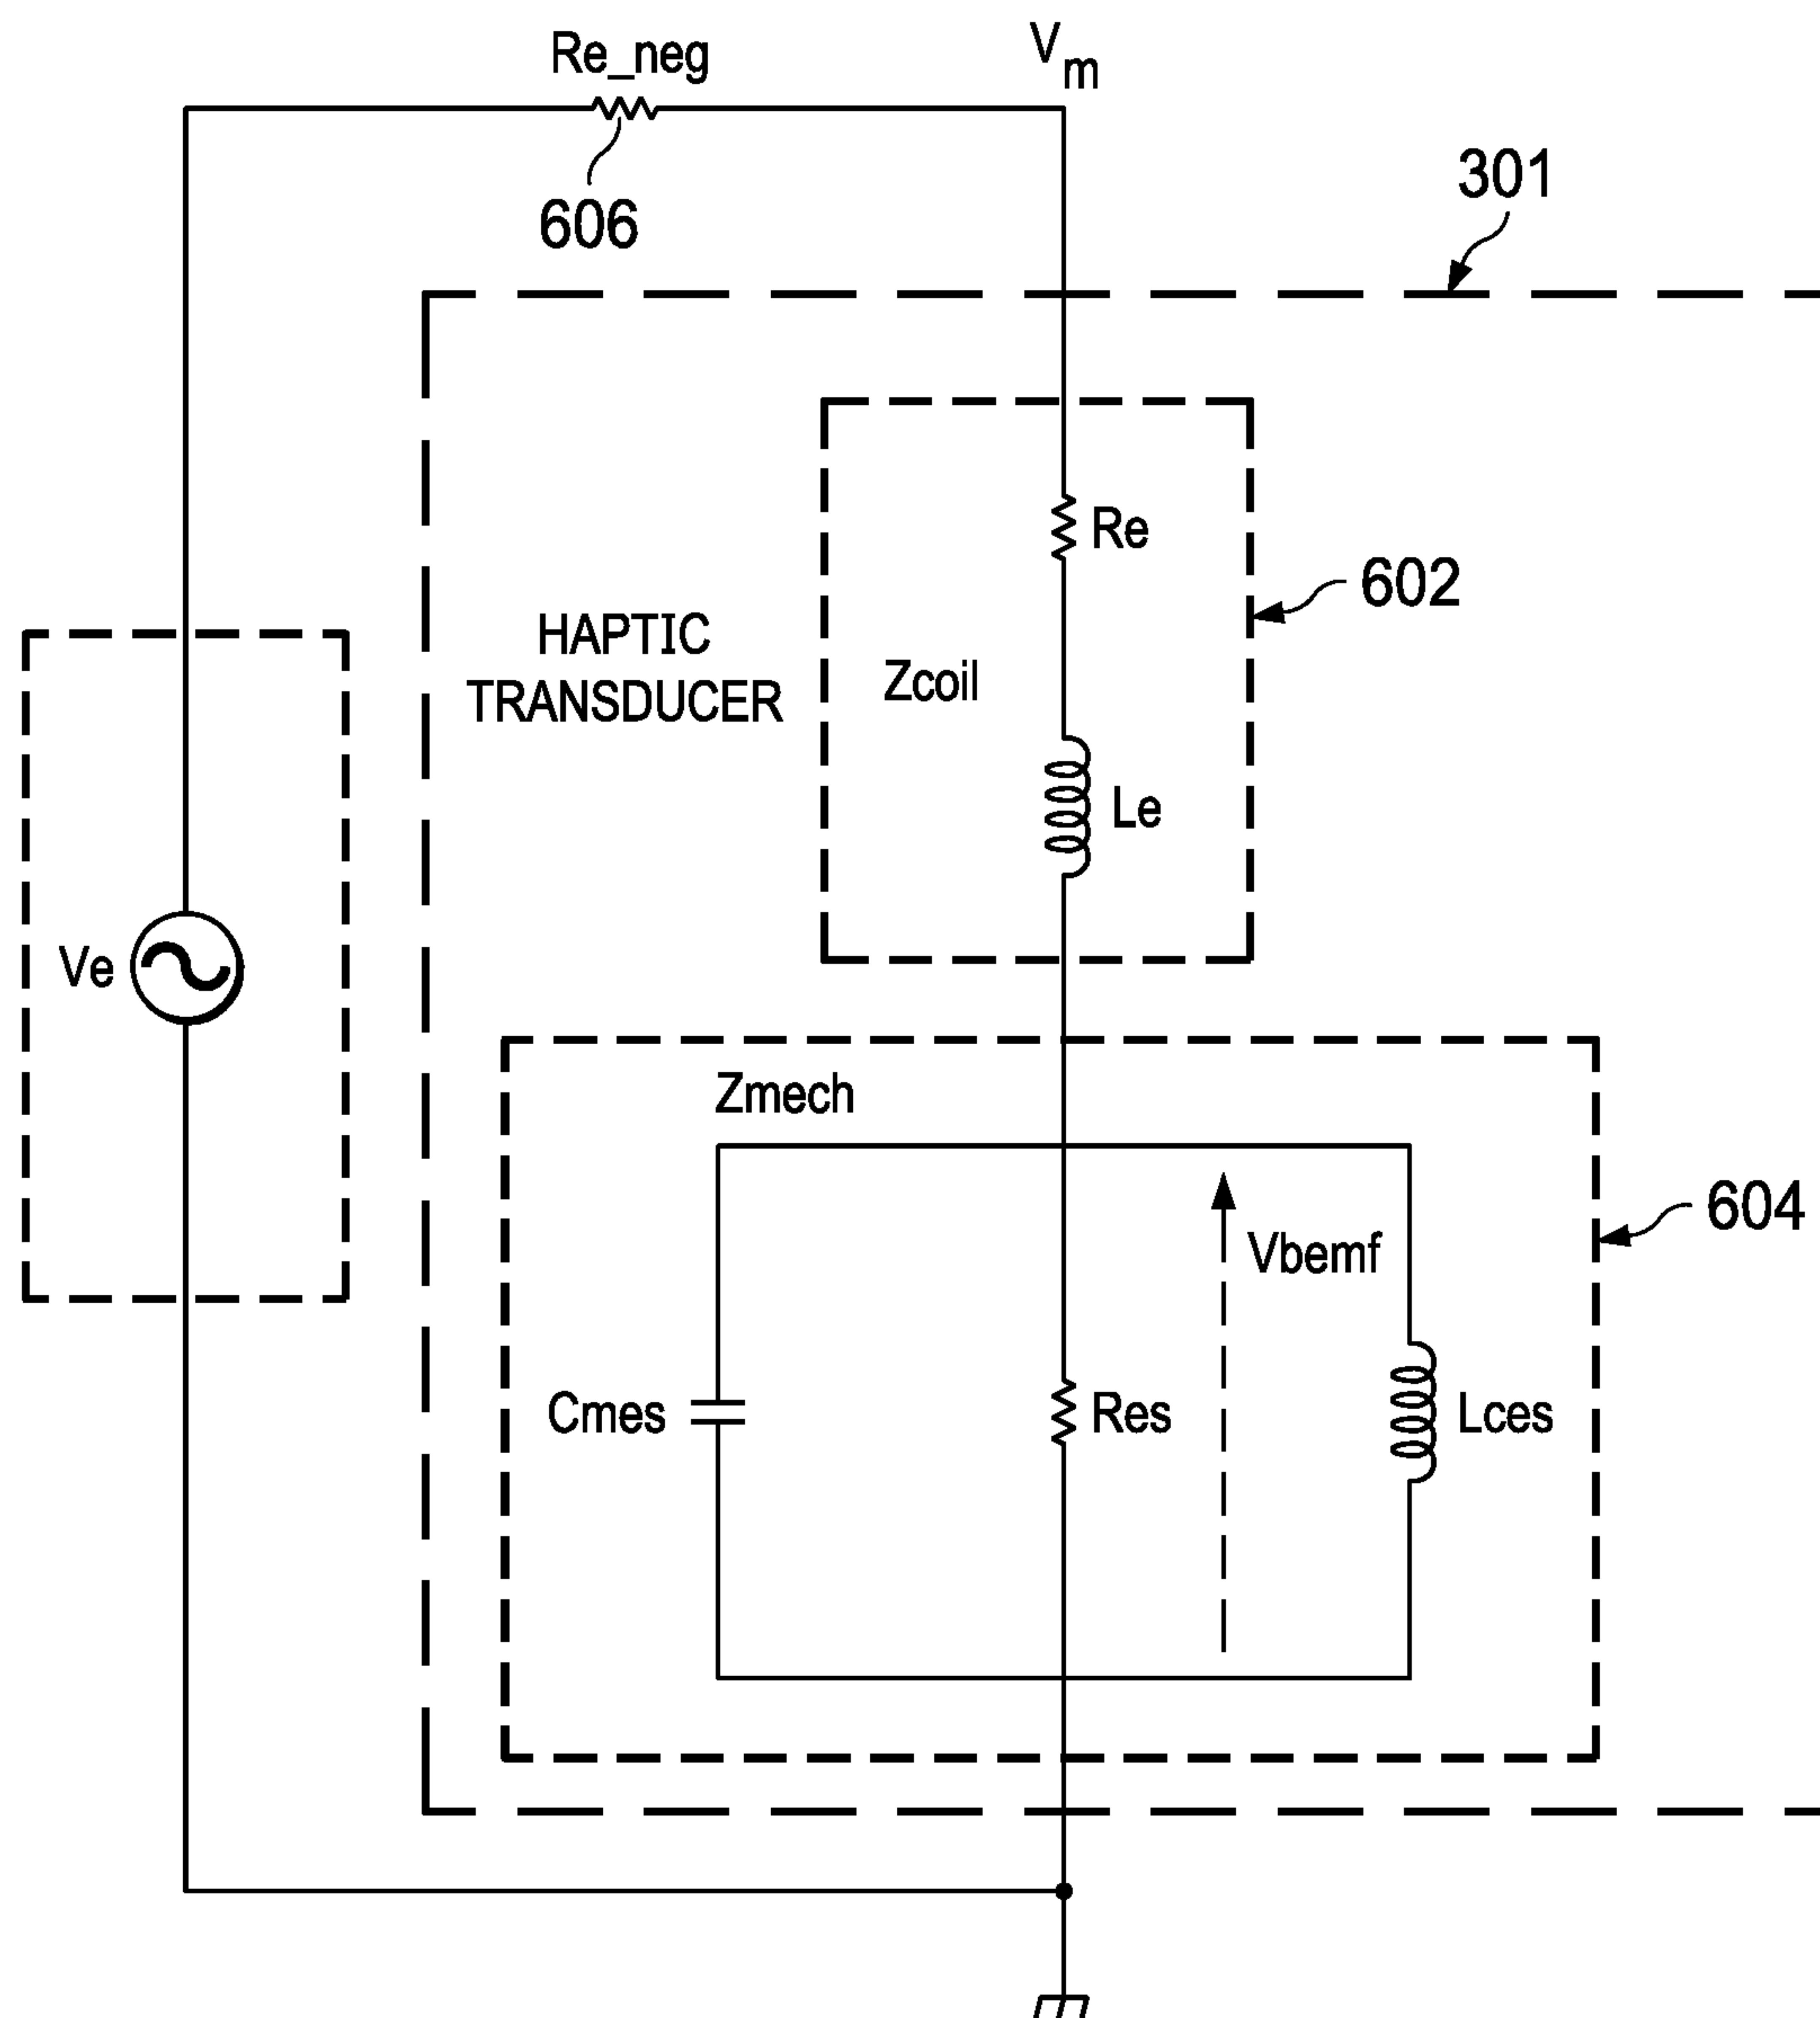 Re_neg
Vm
606
301
Re
602
HAPTIC
TRANSDUCER
Zcoil
Le
Ve
Zmech
604
Vbemf
Cmes
Res
Lces